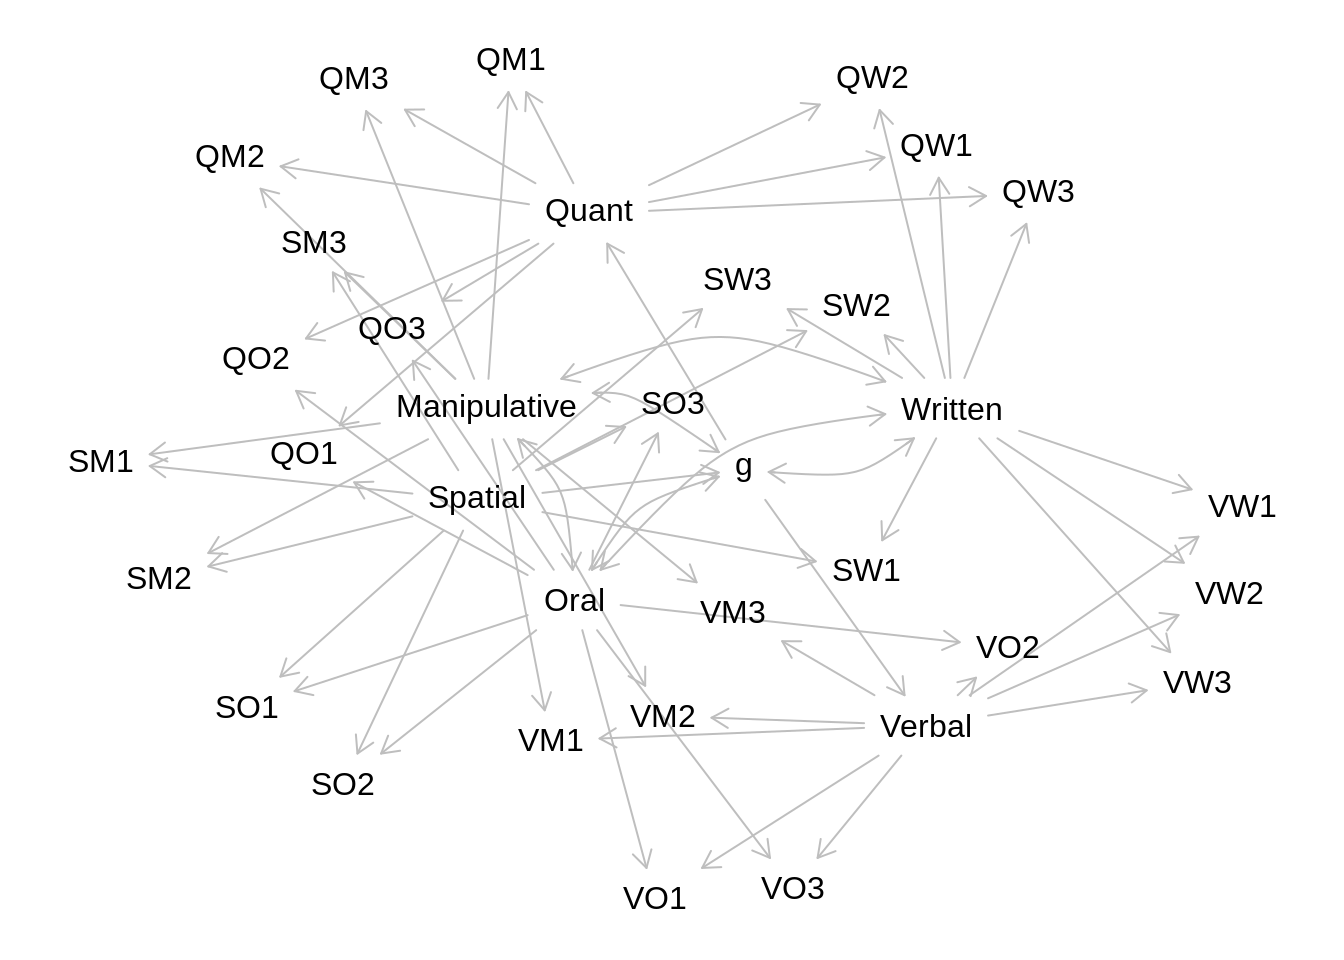 QM1
QM3
QW2
QW1
QM2
QW3
Quant
SM3
SW3
SW2
QO3
QO2
SO3
Manipulative
Written
QO1
SM1
g
Spatial
VW1
SW1
SM2
VW2
Oral
VM3
VO2
VW3
SO1
VM2
Verbal
VM1
SO2
VO3
VO1